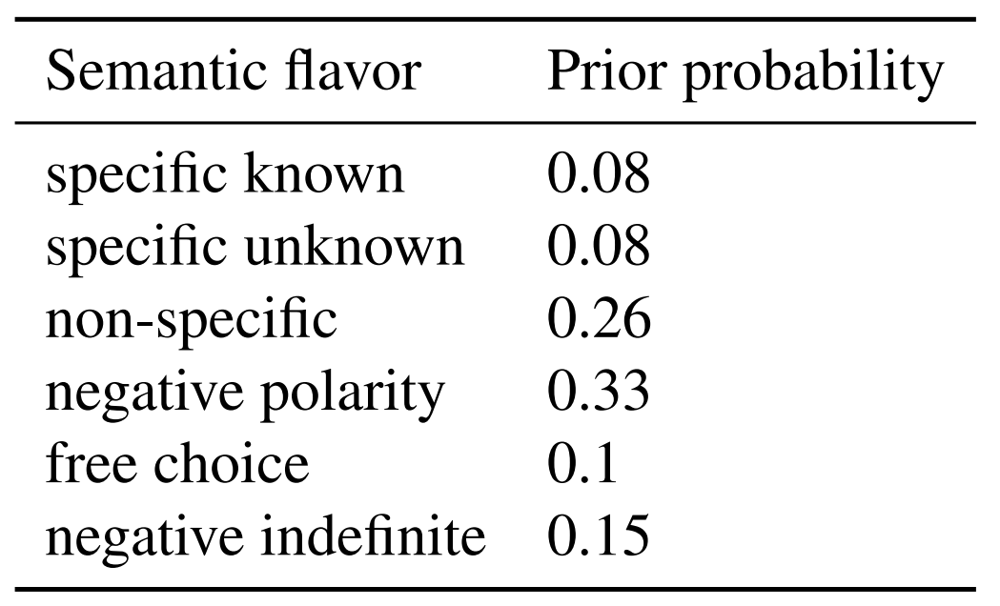 Semantic flavor Prior probability
specific known 0.08
specific unknown 0.08
non-specific 0.26
negative polarity 0.33
free choice 0.1
negative indefinite 0.15